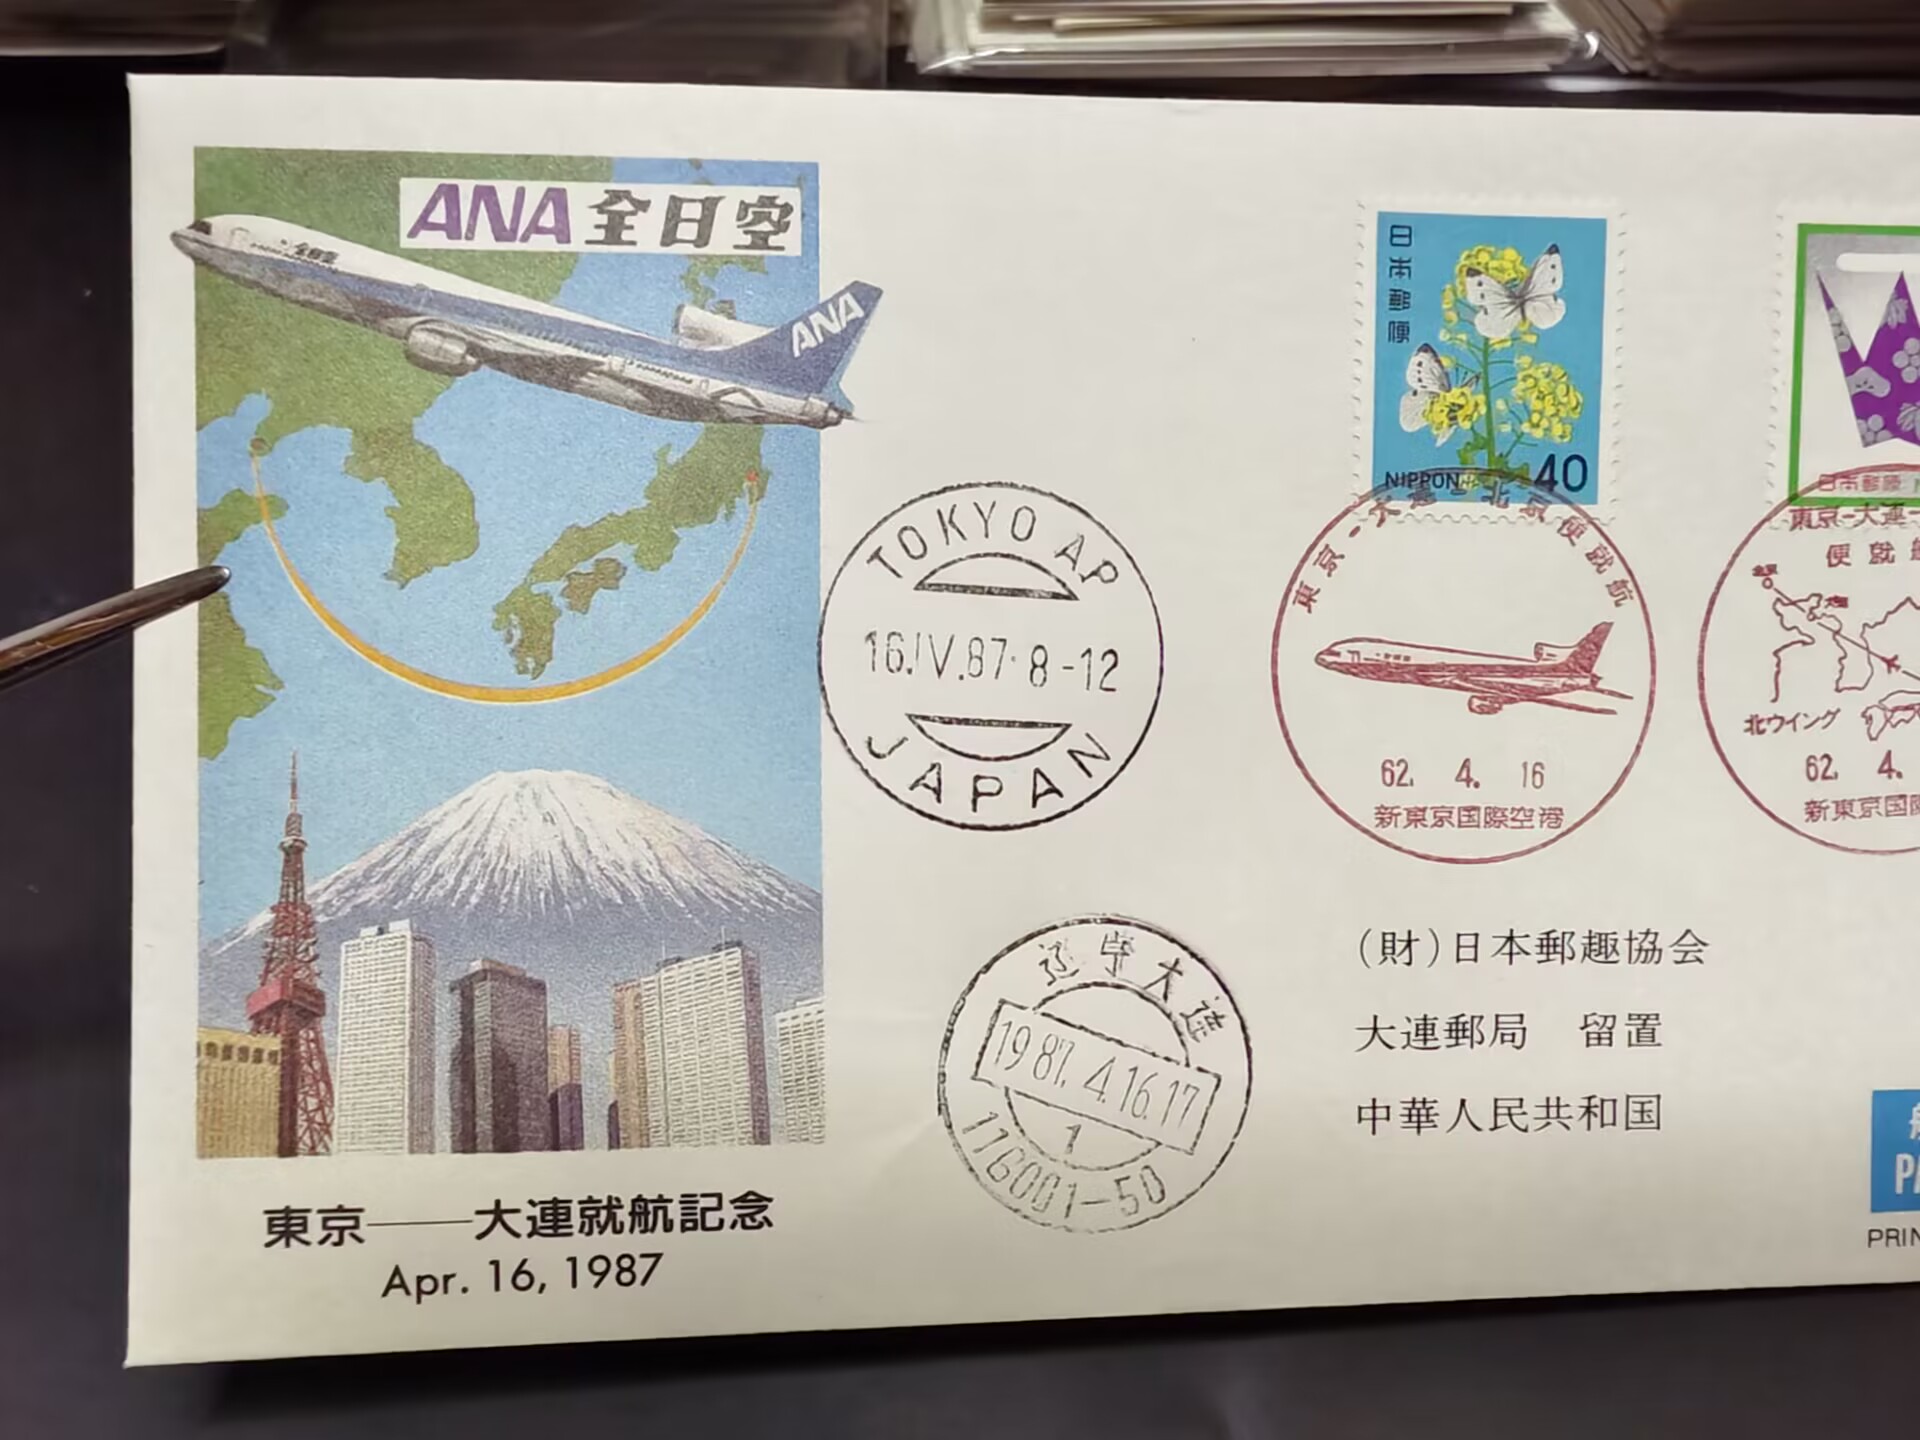 ANA 全日空
全日空
ANA
日本郵便
NIPPON 40
日本郵便
TOKYO AP
16.IV.87・8-12
JAPAN
東京-大連-北京便就航
62. 4. 16
新東京国際空港
東京-大連-
便就
北ウイング
62. 4.
新東京国
辽宁大连
1987.4.16.17
1
116001-50
(財)日本郵趣協会
大連郵局 留置
中華人民共和国
東京——大連就航記念
Apr. 16, 1987